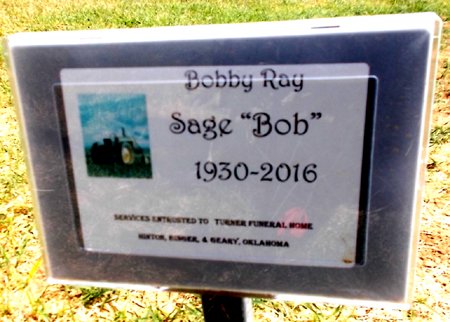 Bobby Ray
Sage “Bob”
1930-2016
SERVICES ENTRUSTED TO TURNER FUNERAL HOME
HINTON, BINGER, & GEARY, OKLAHOMA